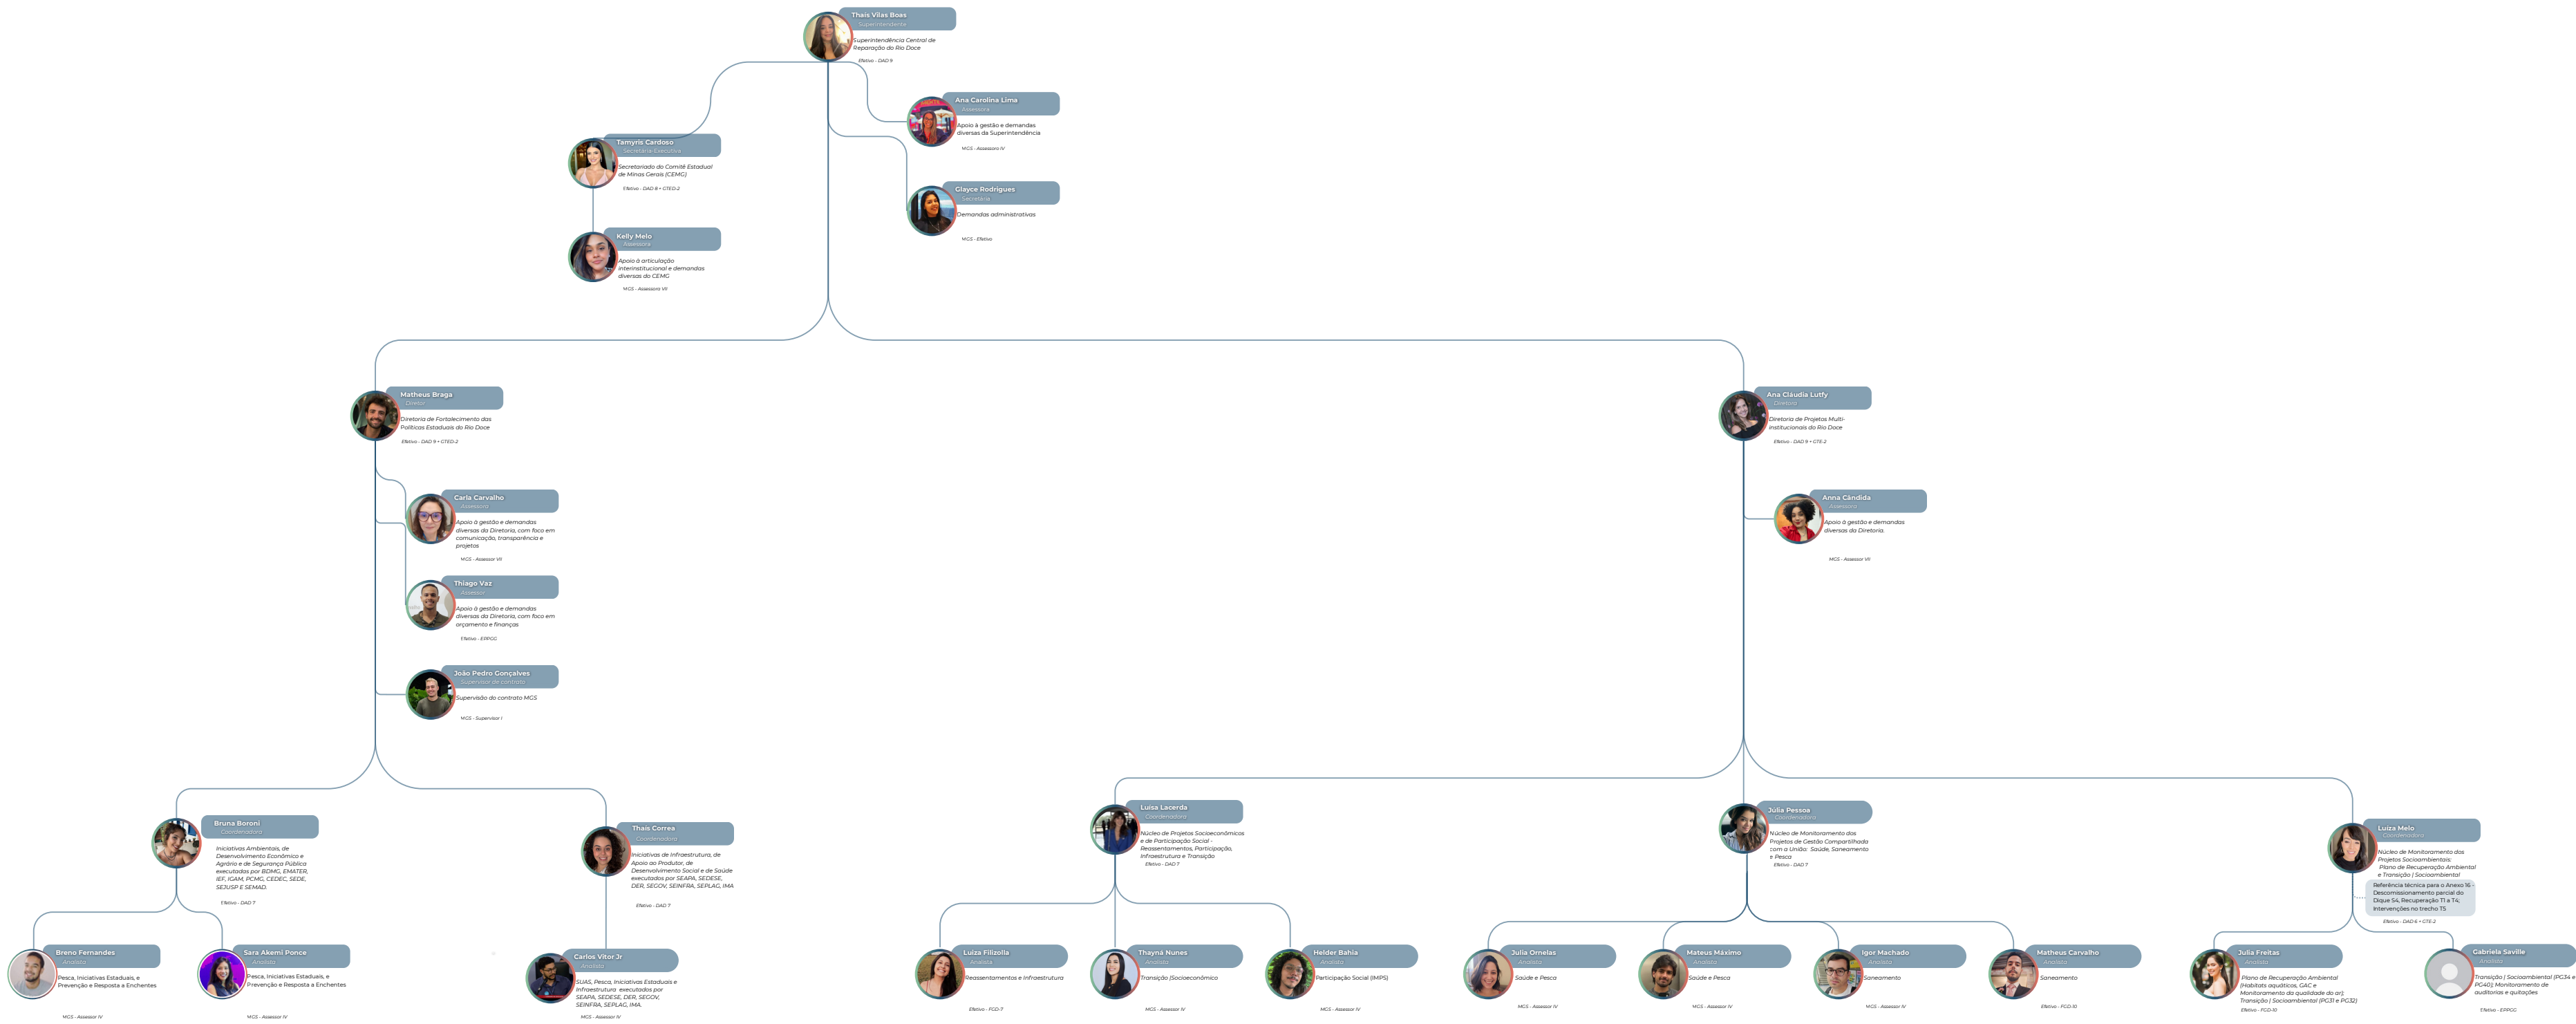 Thais Vilas Boas
Superintendente
Superintendência Central de
Reparação do Rio Doce
Efetivo - DAD 9
Ana Carolina Lima
Assessora
Apoio à gestão e demandas
diversas da Superintendência
MGS - Assessora IV
Tamyris Cardoso
Secretária-Executiva
Secretariado do Comitê Estadual
de Minas Gerais (CEMG)
Efetivo - DAD 8 + GTED-2
Glayce Rodrigues
Secretária
Demandas administrativas
MGS - Efetivo
Kelly Melo
Assessora
Apoio à articulação
interinstitucional e demandas
diversas do CEMG
MGS - Assessora VII
Matheus Braga
Diretor
Diretoria de Fortalecimento das
Políticas Estaduais do Rio Doce
Efetivo - DAD 9 + GTED-2
Ana Cláudia Lutfy
Diretora
Diretoria de Projetos Multi-
institucionais do Rio Doce
Efetivo - DAD 9 + GTE-2
Carla Carvalho
Assessora
Apoio à gestão e demandas
diversas da Diretoria, com foco em
comunicação, transparência e
projetos
MGS - Assessor VII
Anna Cândida
Assessora
Apoio à gestão e demandas
diversas da Diretoria
MGS - Assessor VII
Thiago Vaz
Assessor
Apoio à gestão e demandas
diversas da Diretoria, com foco em
orçamento e finanças
Efetivo - EPPGG
João Pedro Gonçalves
Supervisor de contrato
Supervisão do contrato MGS
MGS - Supervisor I
Bruna Boroni
Coordenadora
Iniciativas Ambientais, de
Desenvolvimento Econômico e
Agrário e de Segurança Pública
executadas por BDMG, EMATER,
IEF, IGAM, PCMG, CEDEC, SEDE,
SEJUSP E SEMAD.
Efetivo - DAD 7
Thais Correa
Coordenadora
Iniciativas de Infraestrutura, de
Apoio ao Produtor, de
Desenvolvimento Social e de Saúde
executados por SEAPA, SEDESE,
DER, SEGOV, SEINFRA, SEPLAG, IMA
Efetivo - DAD 7
Luísa Lacerda
Coordenadora
Núcleo de Projetos Socioeconômicos
e de Participação Social -
Reassentamentos, Participação,
Infraestrutura e Transição
Efetivo - DAD 7
Júlia Pessoa
Coordenadora
Núcleo de Monitoramento dos
Projetos de Gestão Compartilhada
com a União: Saúde, Saneamento
e Pesca
Efetivo - DAD 7
Luiza Melo
Coordenadora
Núcleo de Monitoramento dos
Projetos Socioambientais:
Plano de Recuperação Ambiental
e Transição | Socioambiental
Referência técnica para o Anexo 16 -
Descomissionamento parcial do
Dique S4, Recuperação T1 a T4;
Intervenções no trecho T5
Efetivo - DAD 6 + GTE-2
Breno Fernandes
Analista
Pesca, Iniciativas Estaduais, e
Prevenção e Resposta a Enchentes
MGS - Assessor IV
Sara Akemi Ponce
Analista
Pesca, Iniciativas Estaduais, e
Prevenção e Resposta a Enchentes
MGS - Assessor IV
Carlos Vitor Jr
Analista
SUAS, Pesca, Iniciativas Estaduais e
Infraestrutura executados por
SEAPA, SEDESE, DER, SEGOV,
SEINFRA, SEPLAG, IMA.
MGS - Assessor IV
Luiza Filizolla
Analista
Reassentamentos e Infraestrutura
Efetivo - FGD-7
Thayná Nunes
Analista
Transição |Socioeconômico
MGS - Assessor IV
Helder Bahia
Analista
Participação Social (IMPS)
MGS - Assessor IV
Julia Ornelas
Analista
Saúde e Pesca
MGS - Assessor IV
Mateus Máximo
Analista
Saúde e Pesca
MGS - Assessor IV
Igor Machado
Analista
Saneamento
MGS - Assessor IV
Matheus Carvalho
Analista
Saneamento
Efetivo - FGD-10
Julia Freitas
Analista
Plano de Recuperação Ambiental
(Habitats aquáticos, GAC e
Monitoramento da qualidade do ar);
Transição | Socioambiental (PG31 e PG32)
Efetivo - FGD-10
Gabriela Saville
Analista
Transição | Socioambiental (PG34 e
PG40); Monitoramento de
auditorias e quitações
Efetivo - EPPGG